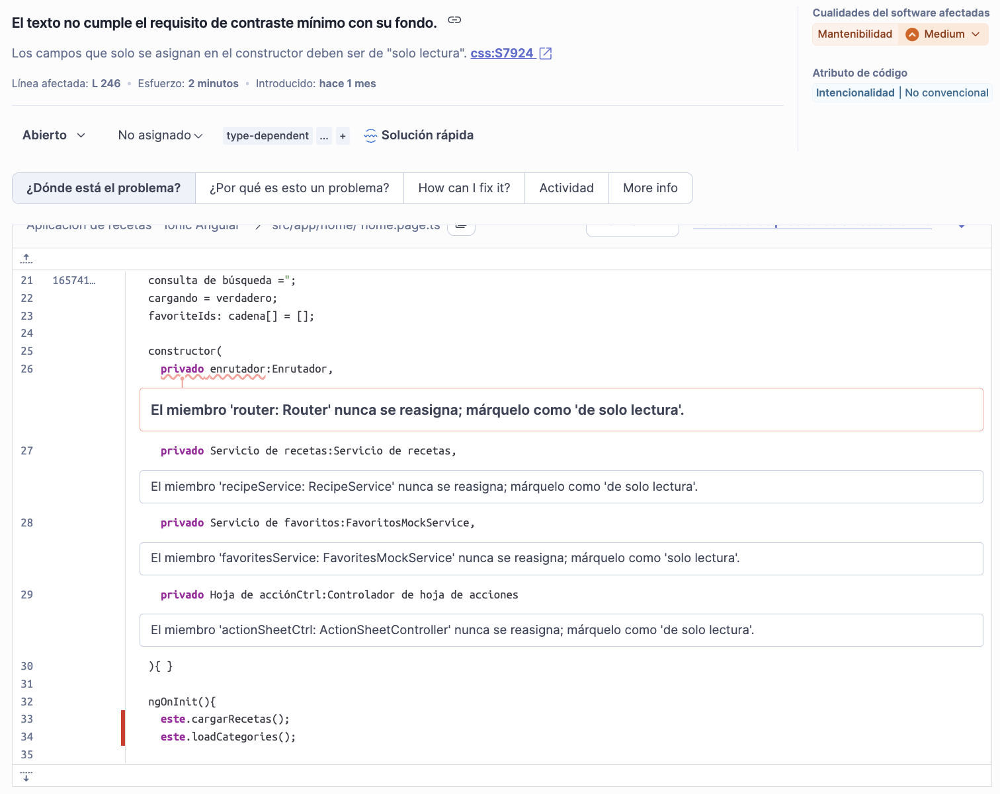 El texto no cumple el requisito de contraste mínimo con su fondo.
Los campos que solo se asignan en el constructor deben ser de "solo lectura". css:S7924
Línea afectada: L 246 • Esfuerzo: 2 minutos • Introducido: hace 1 mes
Cualidades del software afectadas
Mantenibilidad Medium
Atributo de código
Intencionalidad | No convencional
Abierto No asignado type-dependent ... + Solución rápida
¿Dónde está el problema? ¿Por qué es esto un problema? How can I fix it? Actividad More info
Aplicación de recetas Ionic Angular > src/app/home/ home.page.ts
21 165741… consulta de búsqueda =";
22 cargando = verdadero;
23 favoriteIds: cadena[] = [];
24
25 constructor(
26 privado enrutador:Enrutador,
El miembro 'router: Router' nunca se reasigna; márquelo como 'de solo lectura'.
27 privado Servicio de recetas:Servicio de recetas,
El miembro 'recipeService: RecipeService' nunca se reasigna; márquelo como 'de solo lectura'.
28 privado Servicio de favoritos:FavoritosMockService,
El miembro 'favoritesService: FavoritesMockService' nunca se reasigna; márquelo como 'solo lectura'.
29 privado Hoja de acciónCtrl:Controlador de hoja de acciones
El miembro 'actionSheetCtrl: ActionSheetController' nunca se reasigna; márquelo como 'de solo lectura'.
30 ){ }
31
32 ngOnInit(){
33 este.cargarRecetas();
34 este.loadCategories();
35